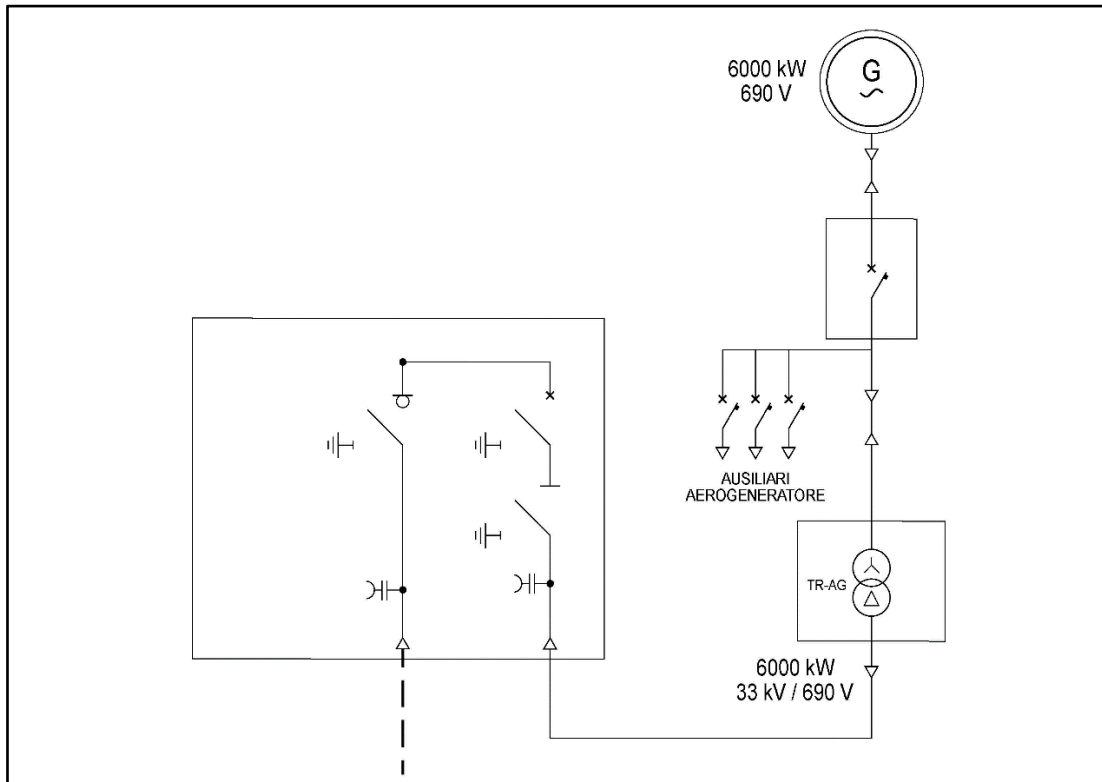 6000 kW
690 V
G
AUSILIARI
AEROGENERATORE
TR-AG
6000 kW
33 kV / 690 V